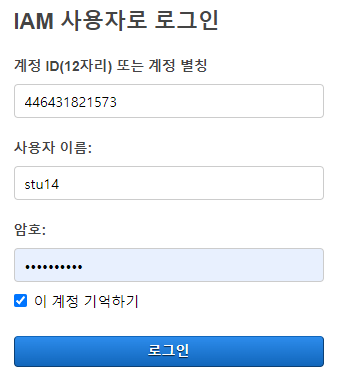 IAM 사용자로 로그인
계정 ID(12자리) 또는 계정 별칭
446431821573
사용자 이름:
stu14
암호:
••••••••••
이 계정 기억하기
로그인